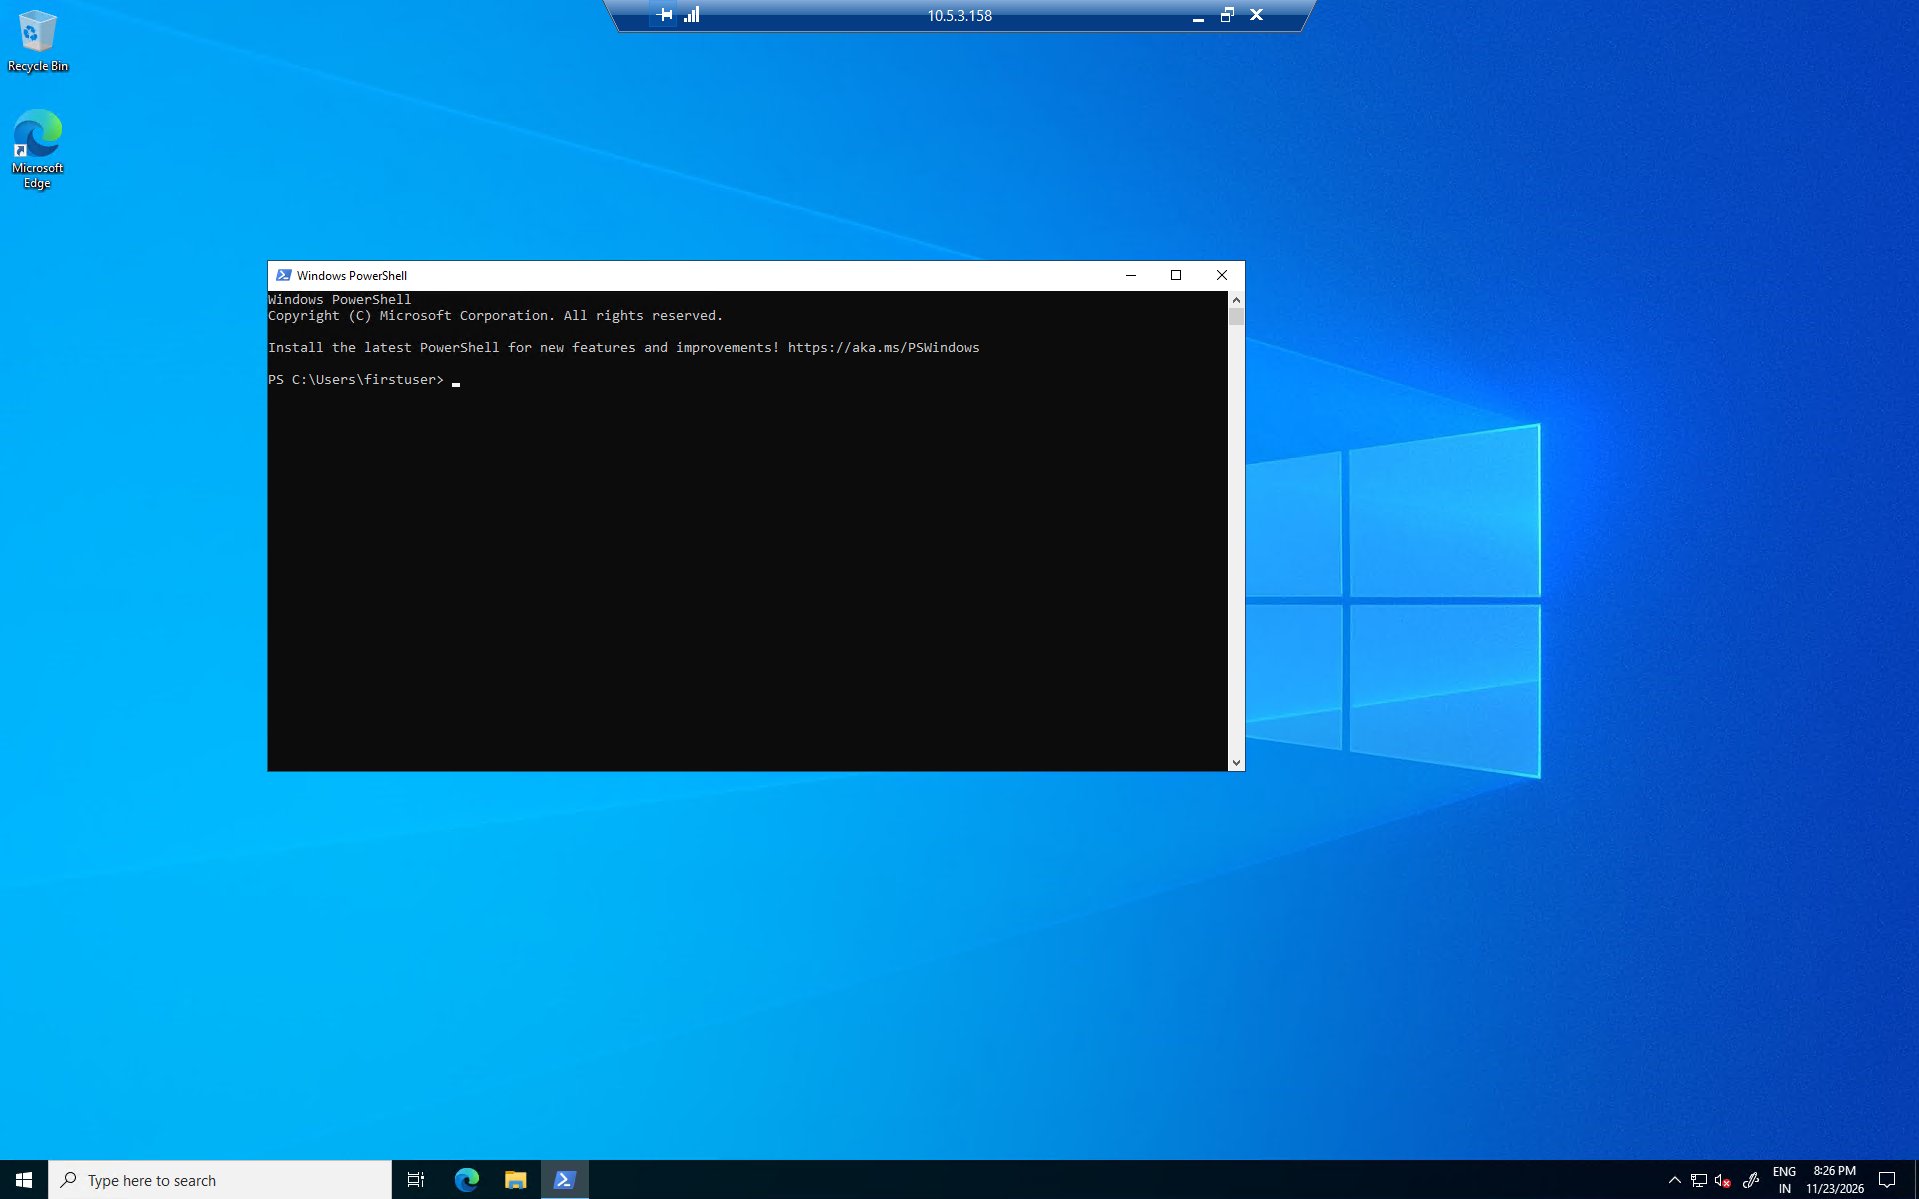 10.5.3.158
Recycle Bin
Microsoft
Edge
Windows PowerShell
Windows PowerShell
Copyright (C) Microsoft Corporation. All rights reserved.
Install the latest PowerShell for new features and improvements! https://aka.ms/PSWindows
PS C:\Users\firstuser>
Type here to search
ENG
IN
8:26 PM
11/23/2026